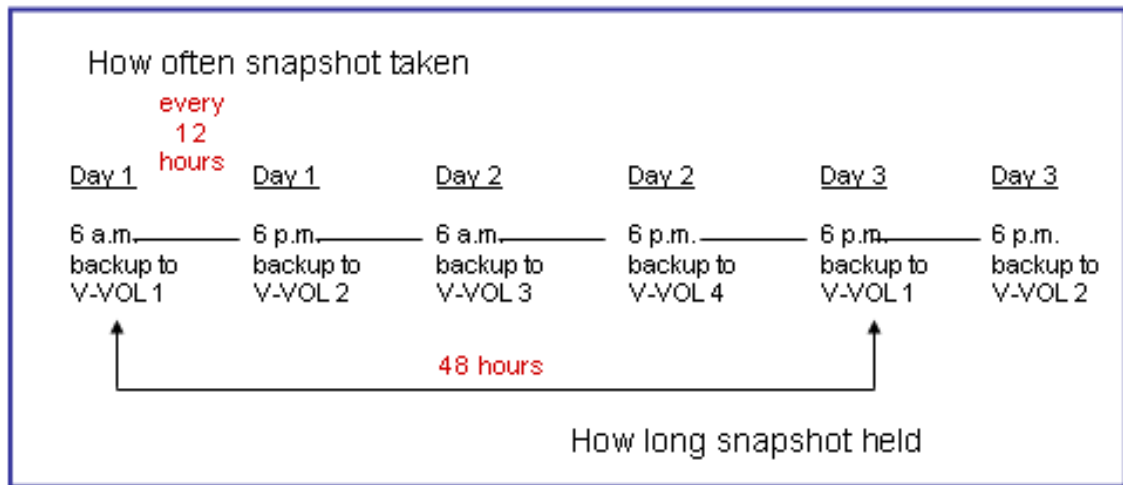 How often snapshot taken
every
12
hours
Day 1 Day 1 Day 2 Day 2 Day 3 Day 3
6 a.m. 6 p.m. 6 a.m. 6 p.m. 6 p.m. 6 p.m.
backup to backup to backup to backup to backup to backup to
V-VOL 1 V-VOL 2 V-VOL 3 V-VOL 4 V-VOL 1 V-VOL 2
48 hours
How long snapshot held